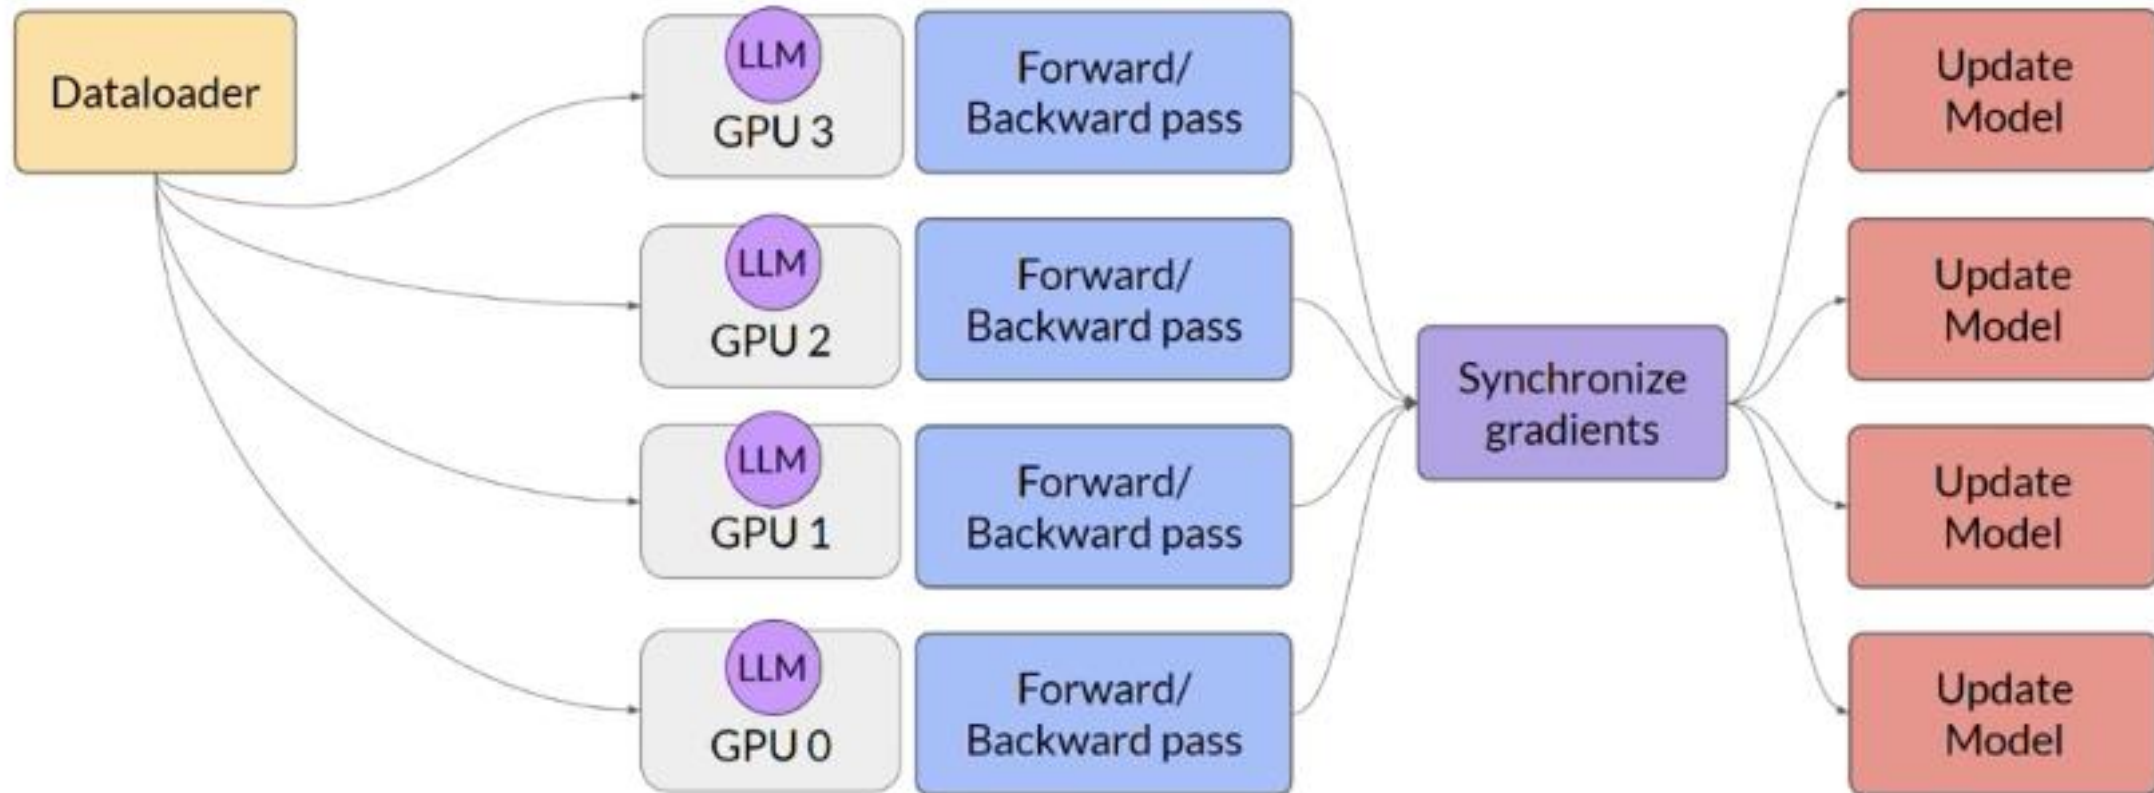 Dataloader
LLM
GPU 3
Forward/
Backward pass
Update
Model
LLM
GPU 2
Forward/
Backward pass
Update
Model
Synchronize
gradients
LLM
GPU 1
Forward/
Backward pass
Update
Model
LLM
GPU 0
Forward/
Backward pass
Update
Model